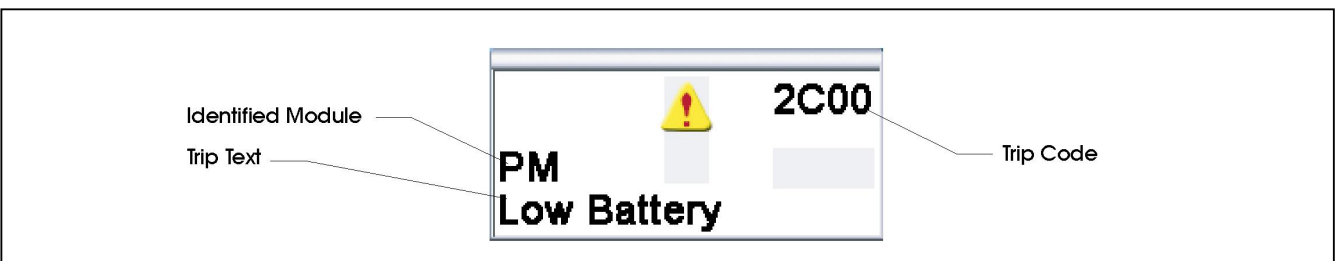 2C00
Identified Module
Trip Text
PM
Trip Code
Low Battery